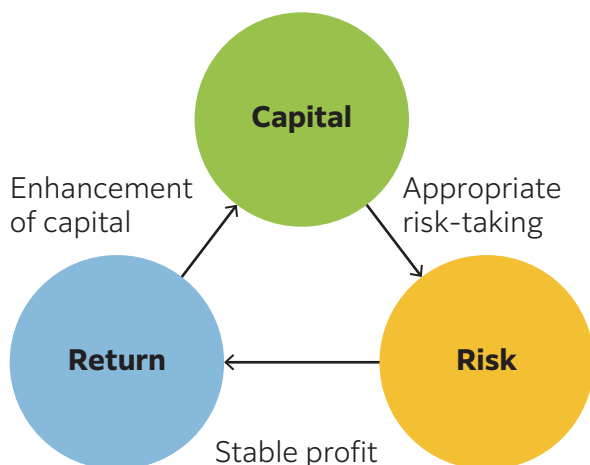 Capital
Enhancement
of capital
Appropriate
risk-taking
Return
Risk
Stable profit